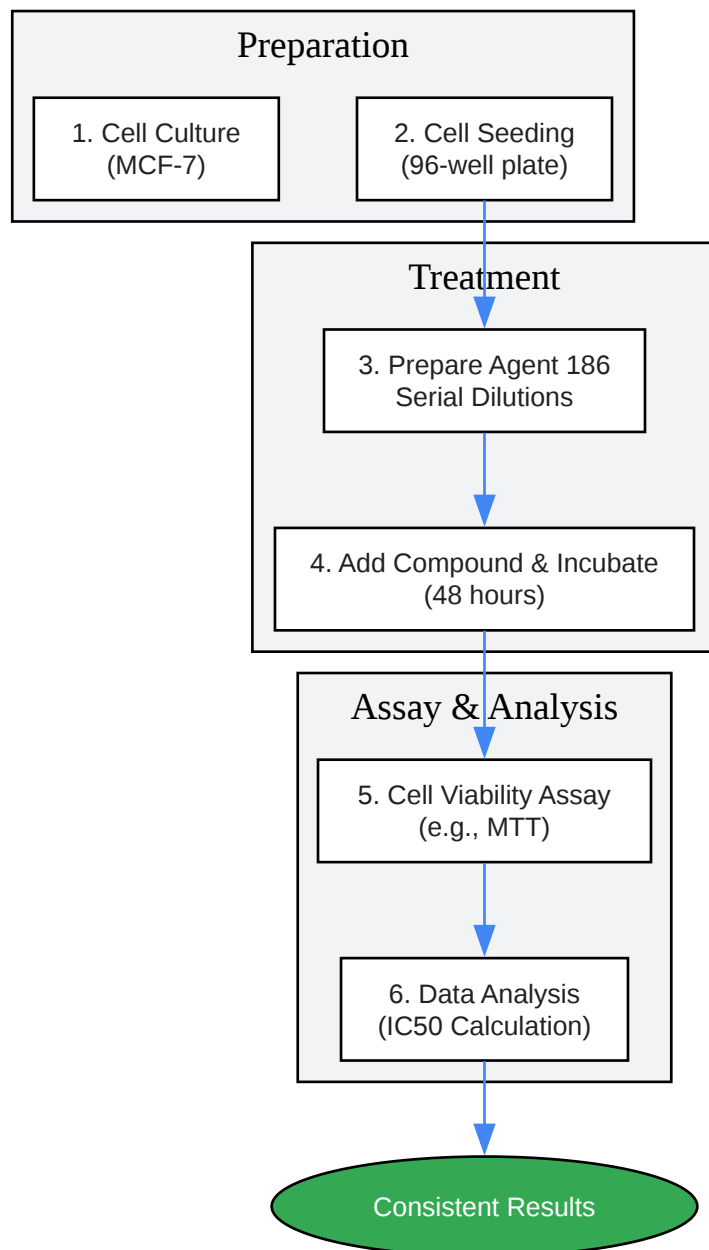 Preparation
1. Cell Culture
(MCF-7)
2. Cell Seeding
(96-well plate)
Treatment
3. Prepare Agent 186
Serial Dilutions
4. Add Compound & Incubate
(48 hours)
Assay & Analysis
5. Cell Viability Assay
(e.g., MTT)
6. Data Analysis
(IC50 Calculation)
Consistent Results